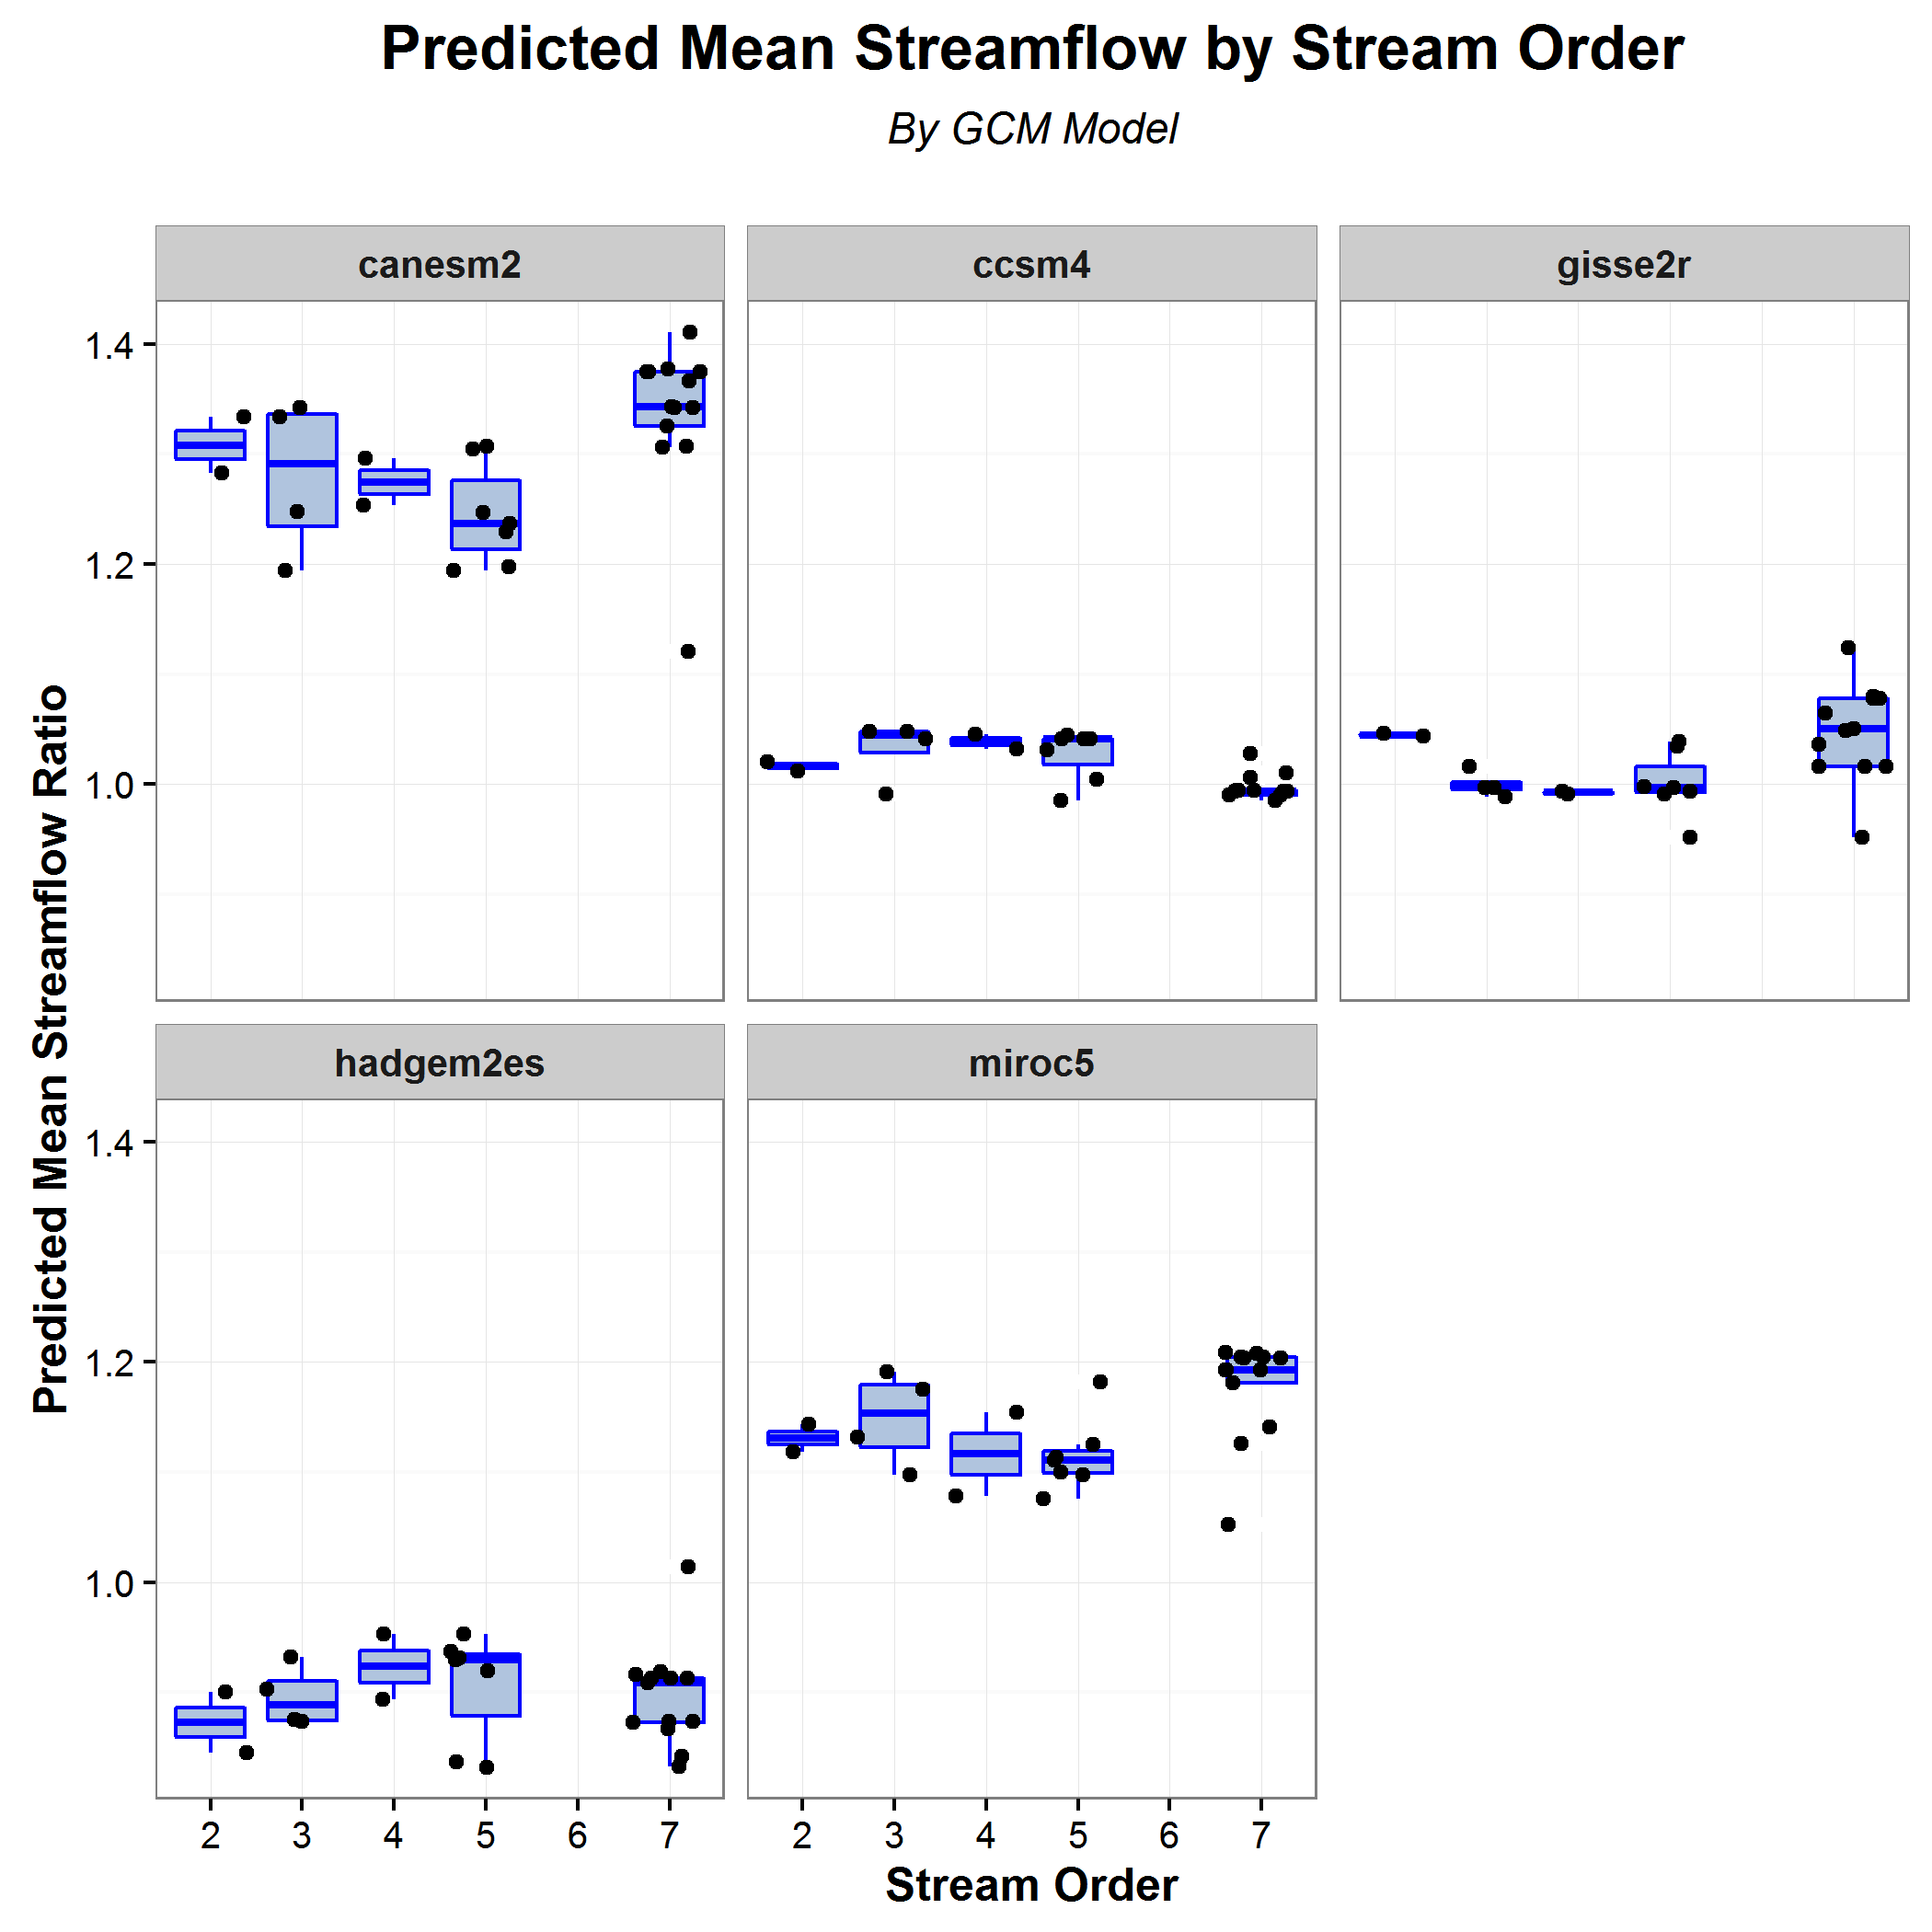 Predicted Mean Streamflow by Stream Order
By GCM Model
canesm2
ccsm4
gisse2r
1.4
1.2
1.0
Predicted Mean Streamflow Ratio
hadgem2es
miroc5
1.4
1.2
1.0
2 3 4 5 6 7
2 3 4 5 6 7
Stream Order